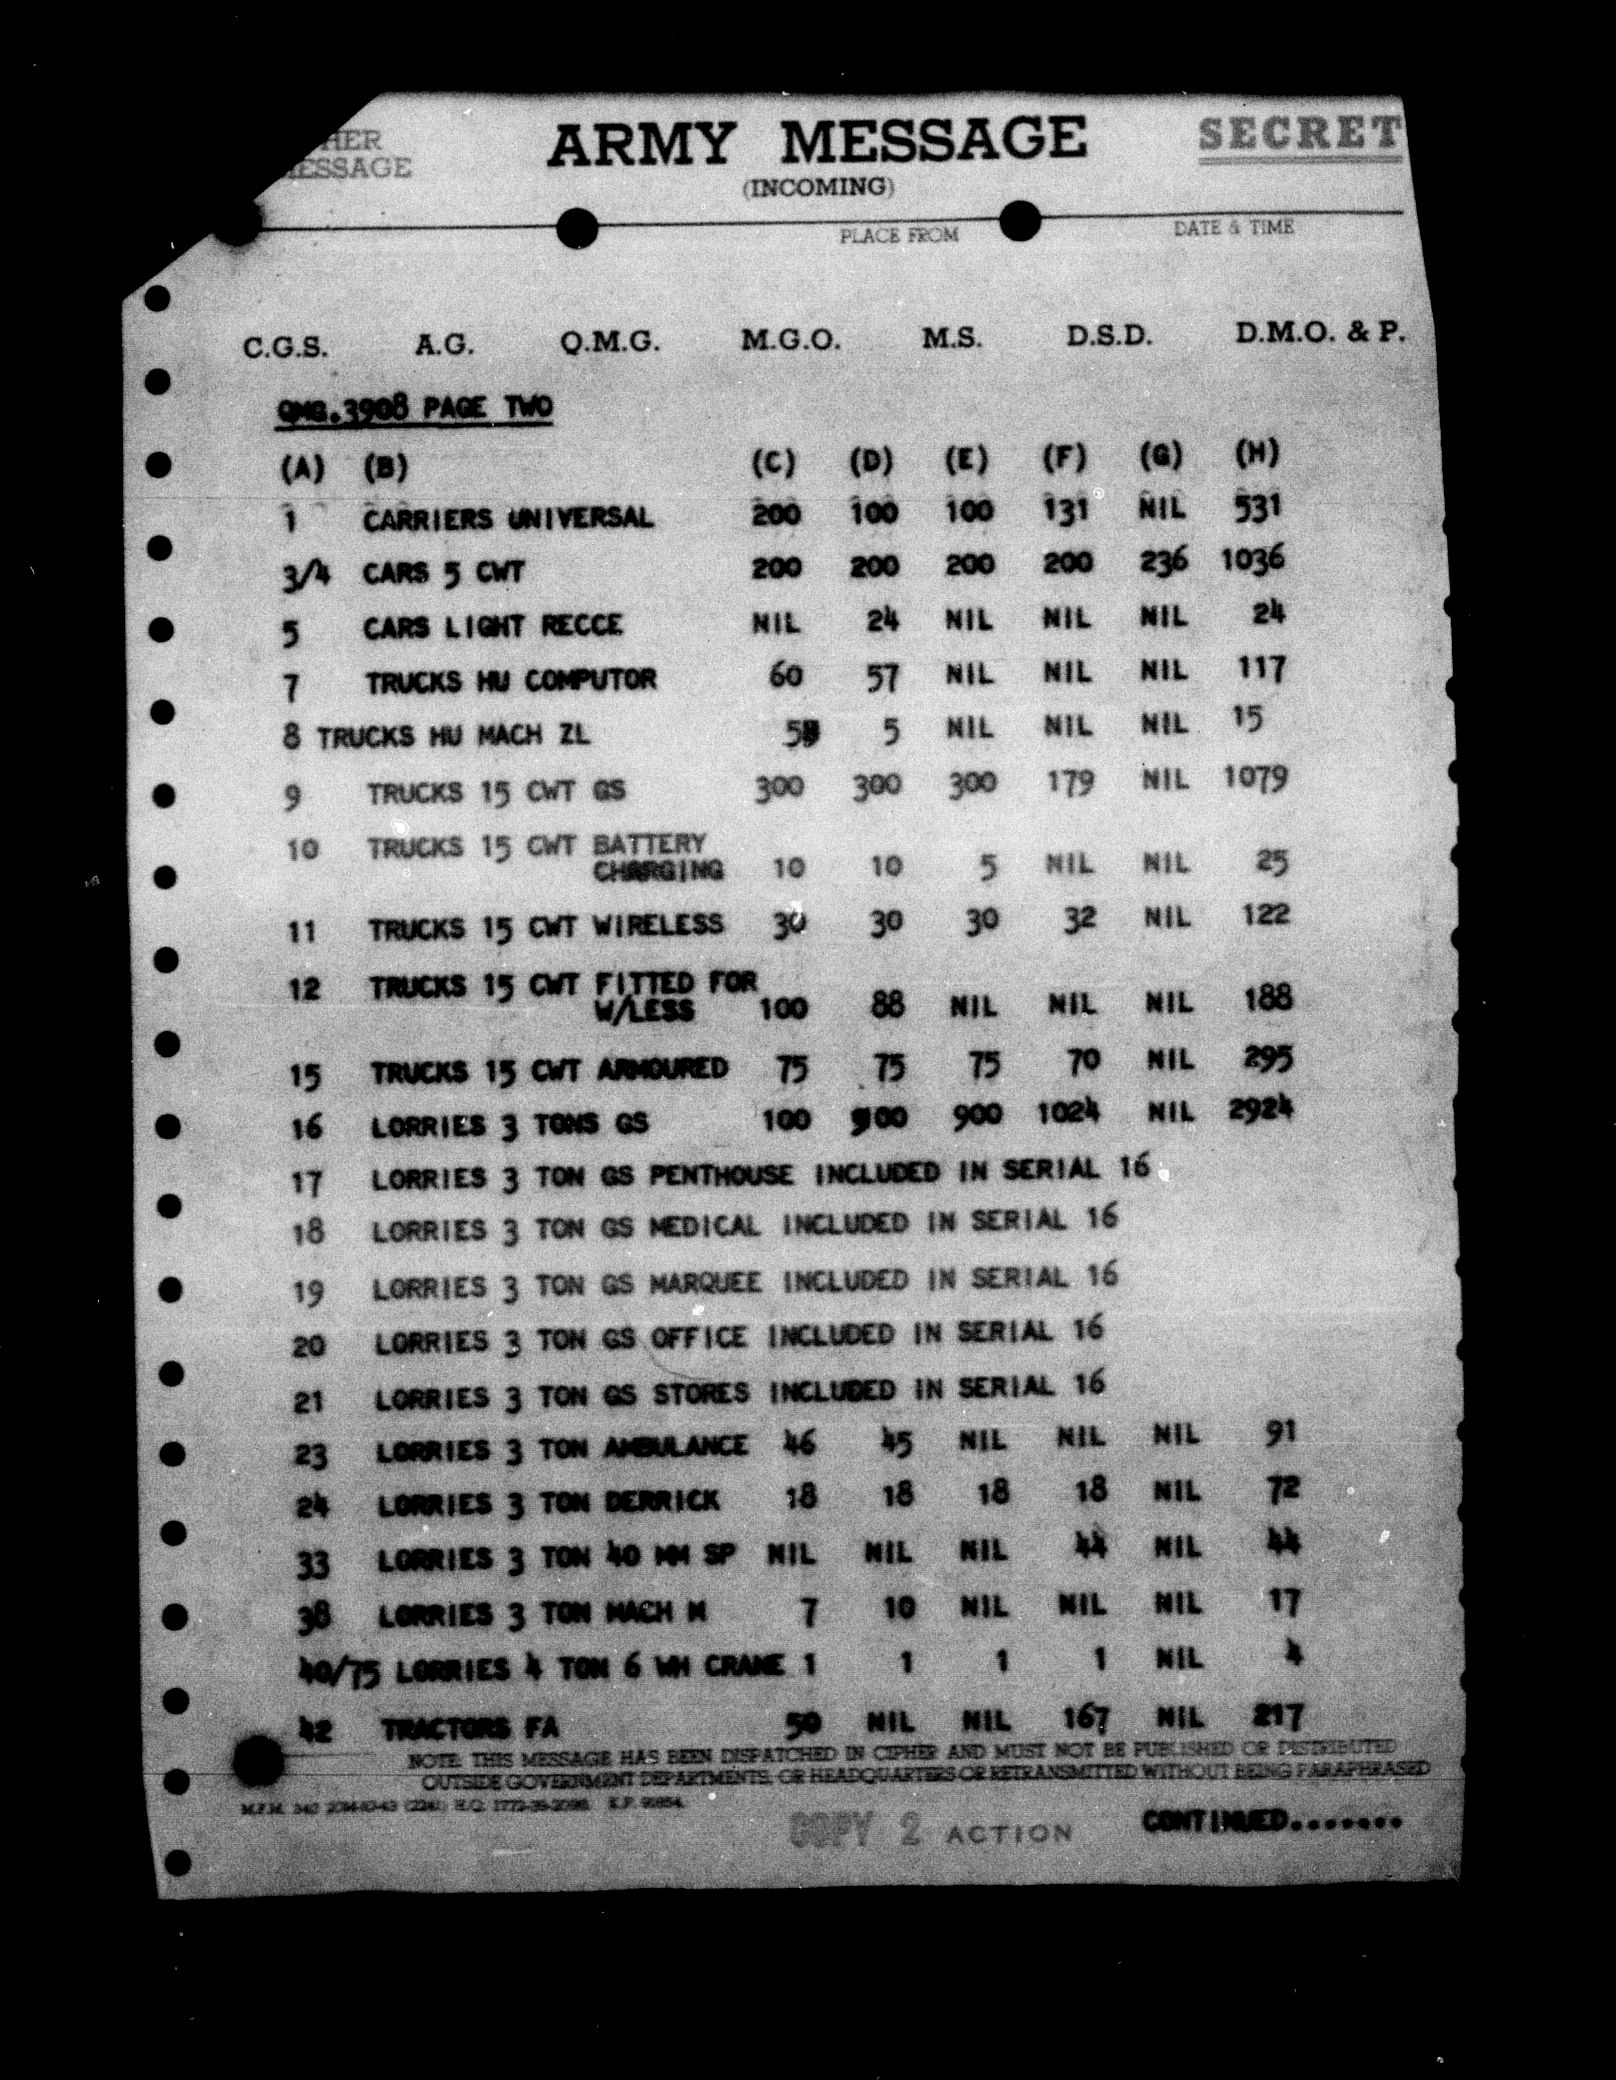 HER
ESSAGE
ARMY MESSAGE
(INCOMING)
SECRET
PLACE FROM DATE & TIME
C.G.S. A.G. Q.M.G. M.G.O. M.S. D.S.D. D.M.O. & P.
QMG.3908 PAGE TWO
(A) (B) (C) (D) (E) (F) (G) (H)
1 CARRIERS UNIVERSAL 200 100 100 131 NIL 531
3/4 CARS 5 CWT 200 200 200 200 236 1036
5 CARS LIGHT RECCE NIL 24 NIL NIL NIL 24
7 TRUCKS HU COMPUTOR 60 57 NIL NIL NIL 117
8 TRUCKS HU MACH ZL 5 5 NIL NIL NIL 15
9 TRUCKS 15 CWT GS 300 300 300 179 NIL 1079
10 TRUCKS 15 CWT BATTERY
CHARGING 10 10 5 NIL NIL 25
11 TRUCKS 15 CWT WIRELESS 30 30 30 32 NIL 122
12 TRUCKS 15 CWT FITTED FOR
W/LESS 100 88 NIL NIL NIL 188
15 TRUCKS 15 CWT ARMOURED 75 75 75 70 NIL 295
16 LORRIES 3 TONS GS 100 900 900 1024 NIL 2924
17 LORRIES 3 TON GS PENTHOUSE INCLUDED IN SERIAL 16
18 LORRIES 3 TON GS MEDICAL INCLUDED IN SERIAL 16
19 LORRIES 3 TON GS MARQUEE INCLUDED IN SERIAL 16
20 LORRIES 3 TON GS OFFICE INCLUDED IN SERIAL 16
21 LORRIES 3 TON GS STORES INCLUDED IN SERIAL 16
23 LORRIES 3 TON AMBULANCE 46 45 NIL NIL NIL 91
24 LORRIES 3 TON DERRICK 18 18 18 18 NIL 72
33 LORRIES 3 TON 40 MM SP NIL NIL NIL 44 NIL 44
38 LORRIES 3 TON MACH M 7 10 NIL NIL NIL 17
40/75 LORRIES 4 TON 6 WH CRANE 1 1 1 1 NIL 4
42 TRACTORS FA 50 NIL NIL 167 NIL 217
NOTE: THIS MESSAGE HAS BEEN DISPATCHED IN CIPHER AND MUST NOT BE PUBLISHED OR DISTRIBUTED
OUTSIDE GOVERNMENT DEPARTMENTS, OR HEADQUARTERS OR RETRANSMITTED WITHOUT BEING PARAPHRASED
COPY 2 ACTION CONTINUED.......